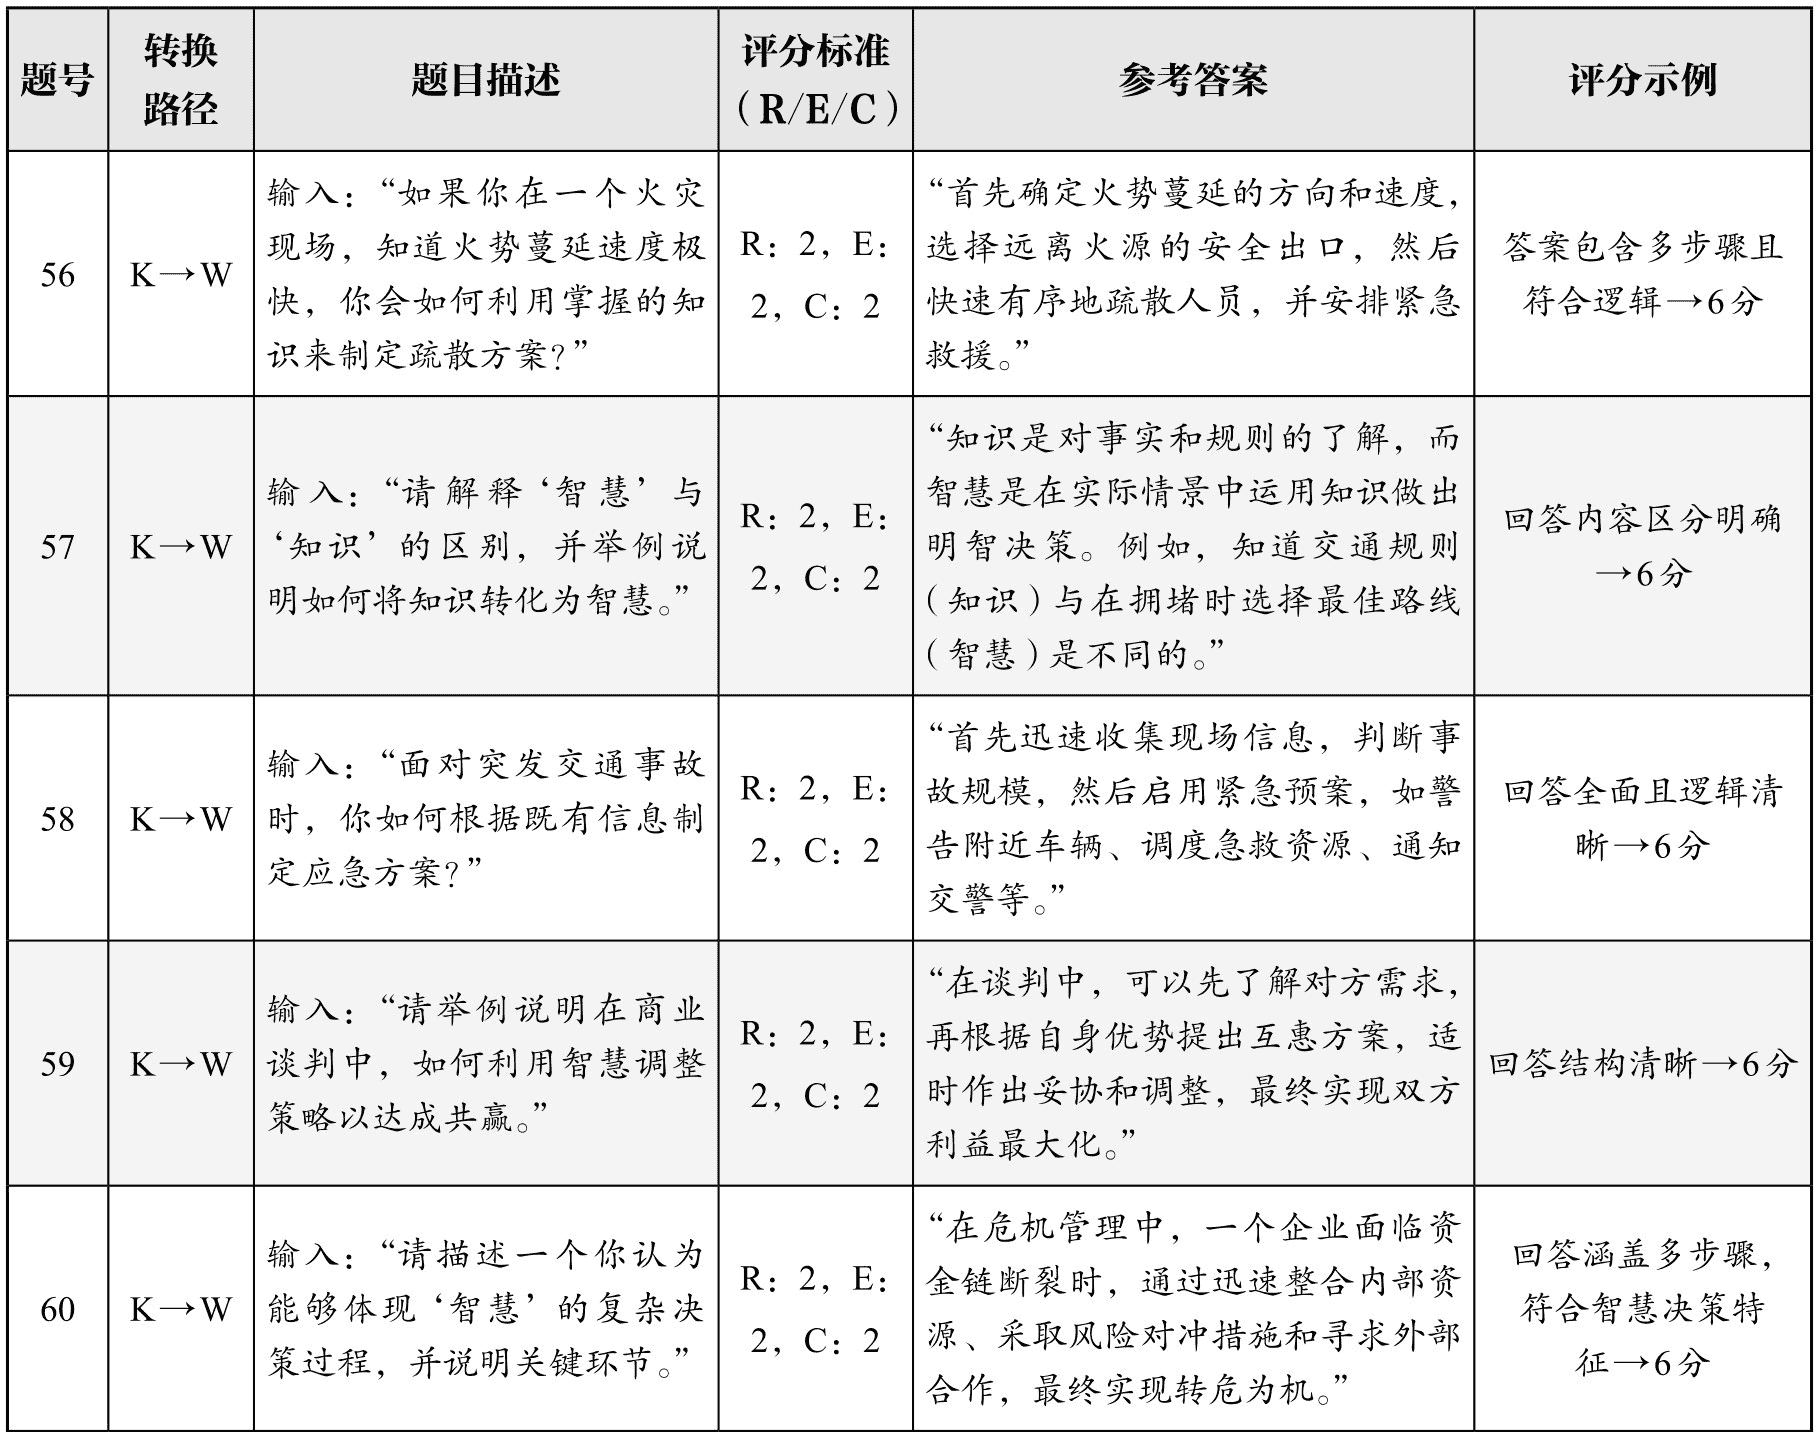 题号
转换
路径
题目描述
评分标准
（R/E/C）
参考答案
评分示例
56
K→W
输入：“如果你在一个火灾
现场，知道火势蔓延速度极
快，你会如何利用掌握的知
识来制定疏散方案？”
R：2，E：
2，C：2
“首先确定火势蔓延的方向和速度，
选择远离火源的安全出口，然后
快速有序地疏散人员，并安排紧急
救援。”
答案包含多步骤且
符合逻辑→6分
57
K→W
输入：“请解释‘智慧’与
‘知识’的区别，并举例说
明如何将知识转化为智慧。”
R：2，E：
2，C：2
“知识是对事实和规则的了解，而
智慧是在实际情景中运用知识做出
明智决策。例如，知道交通规则
（知识）与在拥堵时选择最佳路线
（智慧）是不同的。”
回答内容区分明确
→6分
58
K→W
输入：“面对突发交通事故
时，你如何根据既有信息制
定应急方案？”
R：2，E：
2，C：2
“首先迅速收集现场信息，判断事
故规模，然后启用紧急预案，如警
告附近车辆、调度急救资源、通知
交警等。”
回答全面且逻辑清
晰→6分
59
K→W
输入：“请举例说明在商业
谈判中，如何利用智慧调整
策略以达成共赢。”
R：2，E：
2，C：2
“在谈判中，可以先了解对方需求，
再根据自身优势提出互惠方案，适
时作出妥协和调整，最终实现双方
利益最大化。”
回答结构清晰→6分
60
K→W
输入：“请描述一个你认为
能够体现‘智慧’的复杂决
策过程，并说明关键环节。”
R：2，E：
2，C：2
“在危机管理中，一个企业面临资
金链断裂时，通过迅速整合内部资
源、采取风险对冲措施和寻求外部
合作，最终实现转危为机。”
回答涵盖多步骤，
符合智慧决策特
征→6分